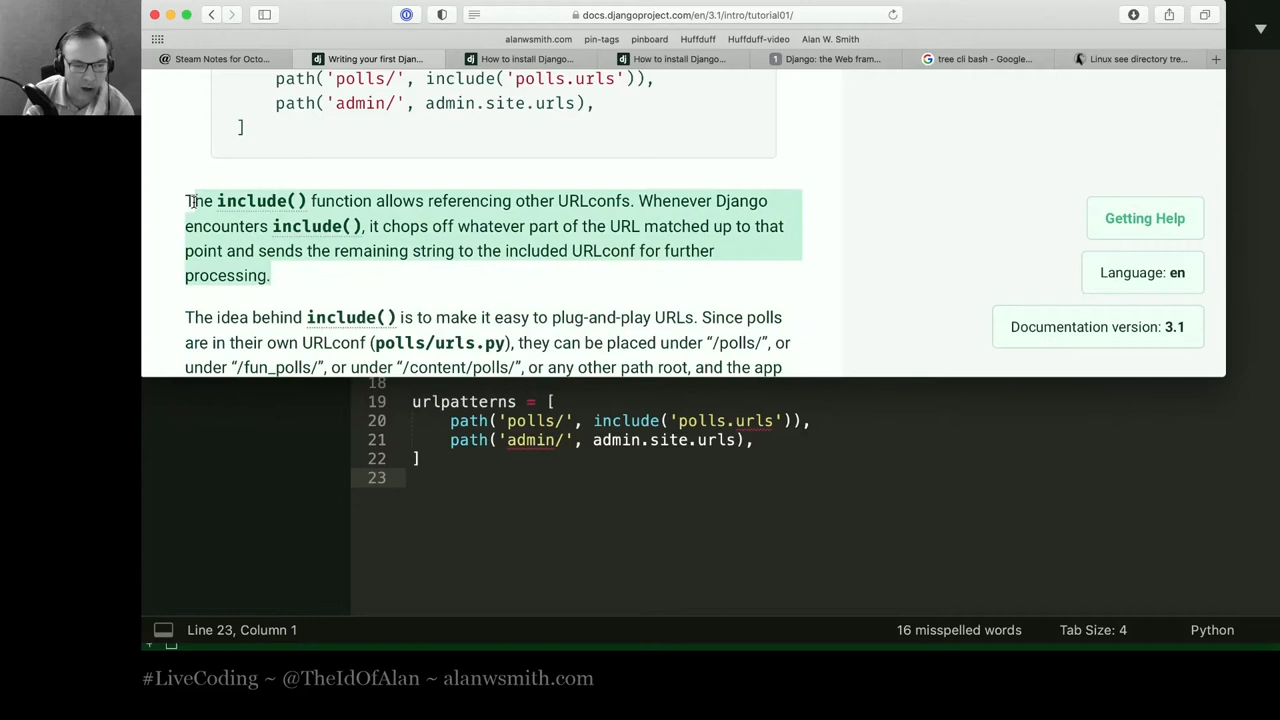 docs.djangoproject.com/en/3.1/intro/tutorial01/
alanwsmith.com pin-tags pinboard Huffduff Huffduff-video Alan W. Smith
@ Steam Notes for Octo... dj Writing your first Djan... dj How to install Django... dj How to install Django... 1 Django: the Web fram... G tree cli bash - Google... Linux see directory tre... +
path('polls/', include('polls.urls')),
path('admin/', admin.site.urls),
]
The include() function allows referencing other URLconfs. Whenever Django
encounters include(), it chops off whatever part of the URL matched up to that
point and sends the remaining string to the included URLconf for further
processing.
The idea behind include() is to make it easy to plug-and-play URLs. Since polls
are in their own URLconf (polls/urls.py), they can be placed under “/polls/”, or
under “/fun_polls/”, or under “/content/polls/”, or any other path root, and the app
Getting Help
Language: en
Documentation version: 3.1
18
19 urlpatterns = [
20 path('polls/', include('polls.urls')),
21 path('admin/', admin.site.urls),
22 ]
23
Line 23, Column 1 16 misspelled words Tab Size: 4 Python
#LiveCoding ~ @TheIdOfAlan ~ alanwsmith.com